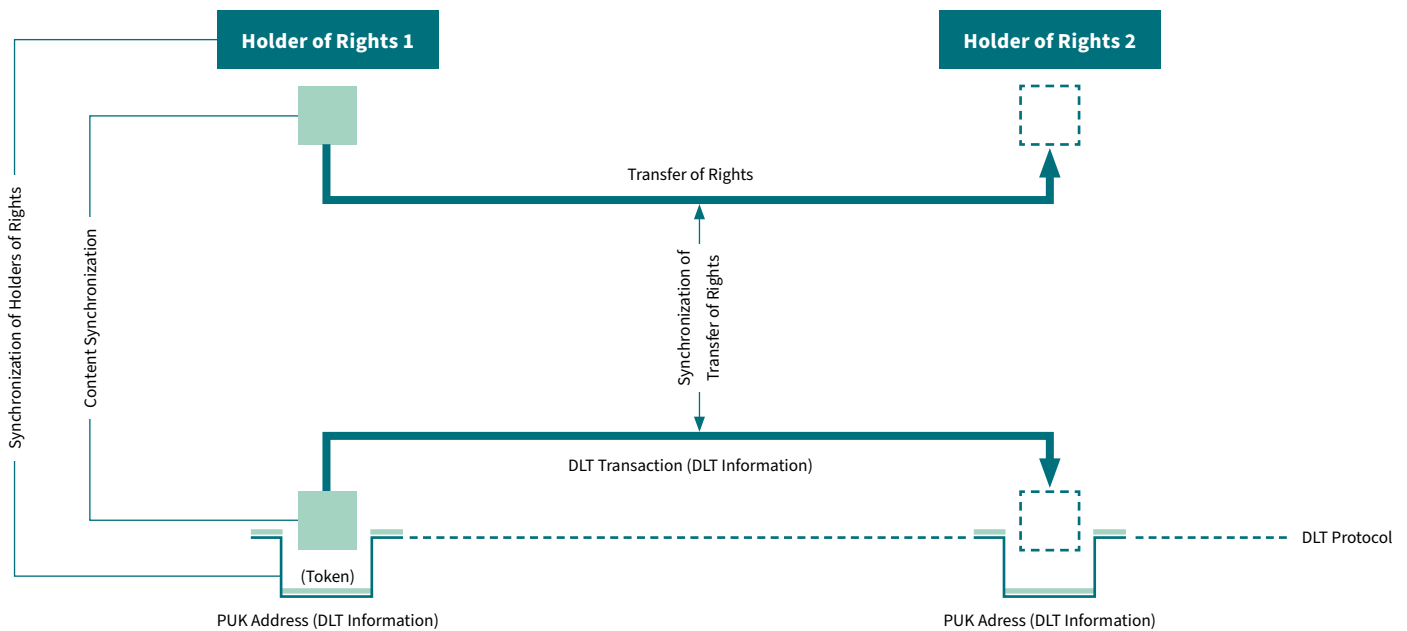 Holder of Rights 1
Holder of Rights 2
Transfer of Rights
Synchronization of Holders of Rights
Content Synchronization
Synchronization of
Transfer of Rights
DLT Transaction (DLT Information)
DLT Protocol
(Token)
PUK Address (DLT Information)
PUK Adress (DLT Information)